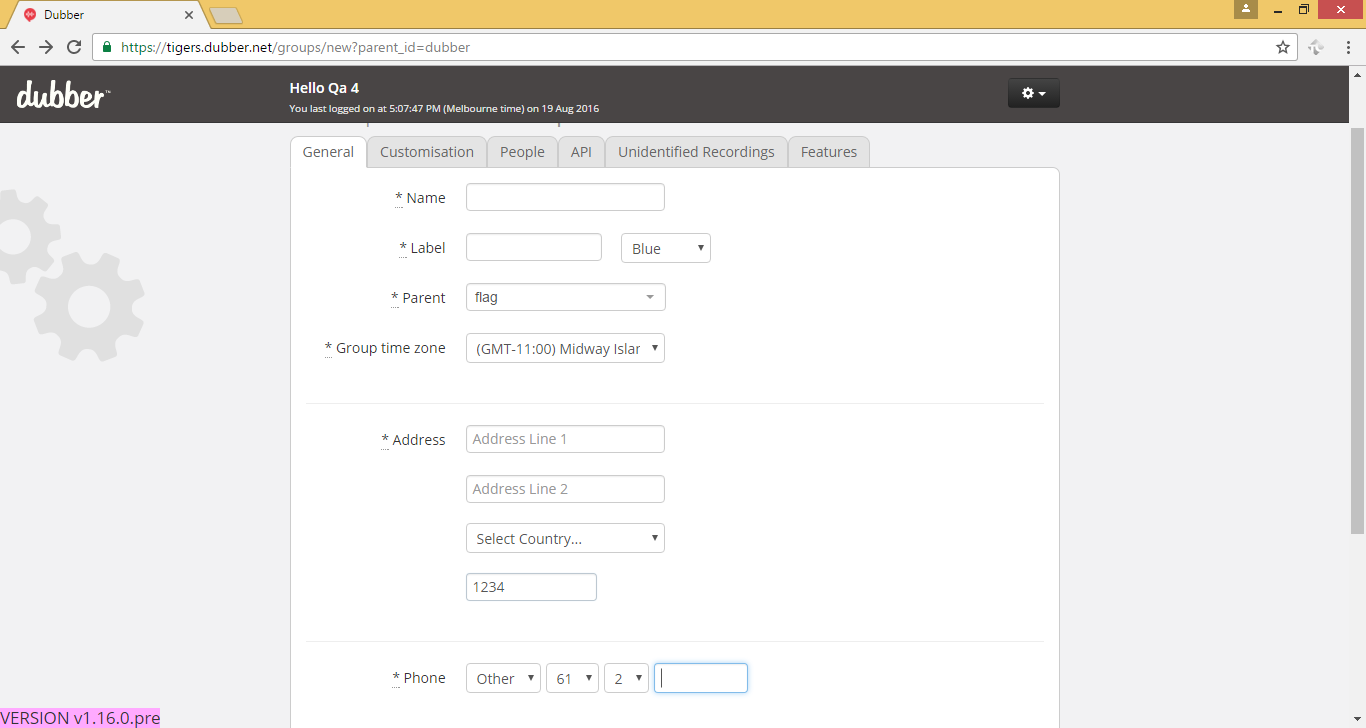 Dubber
https://tigers.dubber.net/groups/new?parent_id=dubber
dubber™
Hello Qa 4
You last logged on at 5:07:47 PM (Melbourne time) on 19 Aug 2016
General Customisation People API Unidentified Recordings Features
* Name
* Label Blue
* Parent flag
* Group time zone (GMT-11:00) Midway Islar
* Address Address Line 1
Address Line 2
Select Country...
1234
* Phone Other 61 2
VERSION v1.16.0.pre